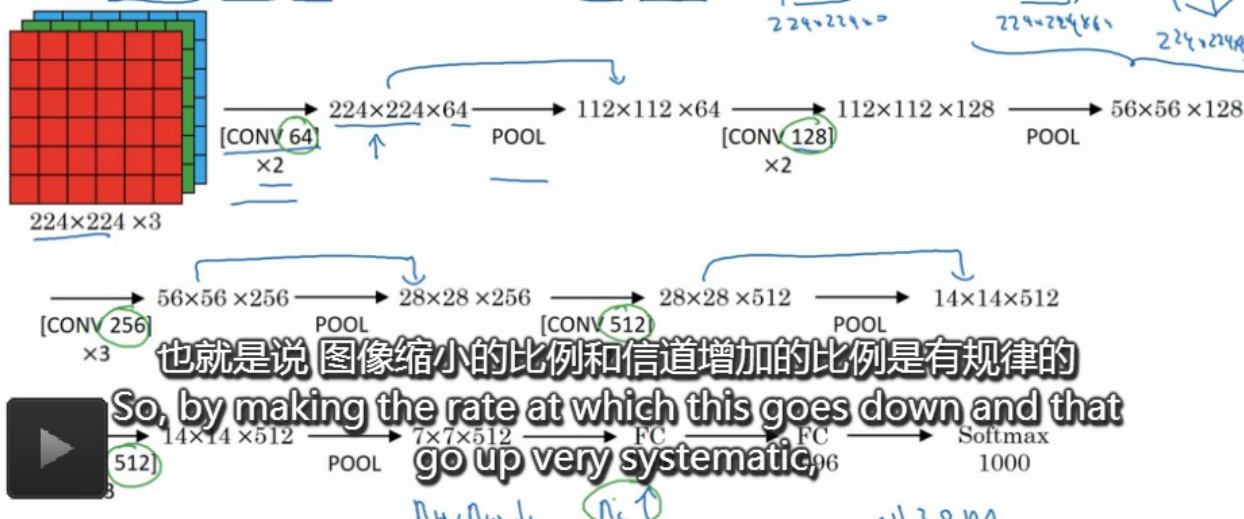 224×224×64
112×112 ×64
112×112 ×128
56×56 ×128
[CONV 64]
×2
POOL
[CONV 128]
×2
POOL
224×224 ×3
56×56 ×256
28×28 ×256
28×28 ×512
14×14×512
[CONV 256]
×3
POOL
[CONV 512]
POOL
也就是说 图像缩小的比例和信道增加的比例是有规律的
So, by making the rate at which this goes down and that
14×14 ×512
7×7×512
FC
FC
Softmax
512]
POOL
go up very systematic,
1000